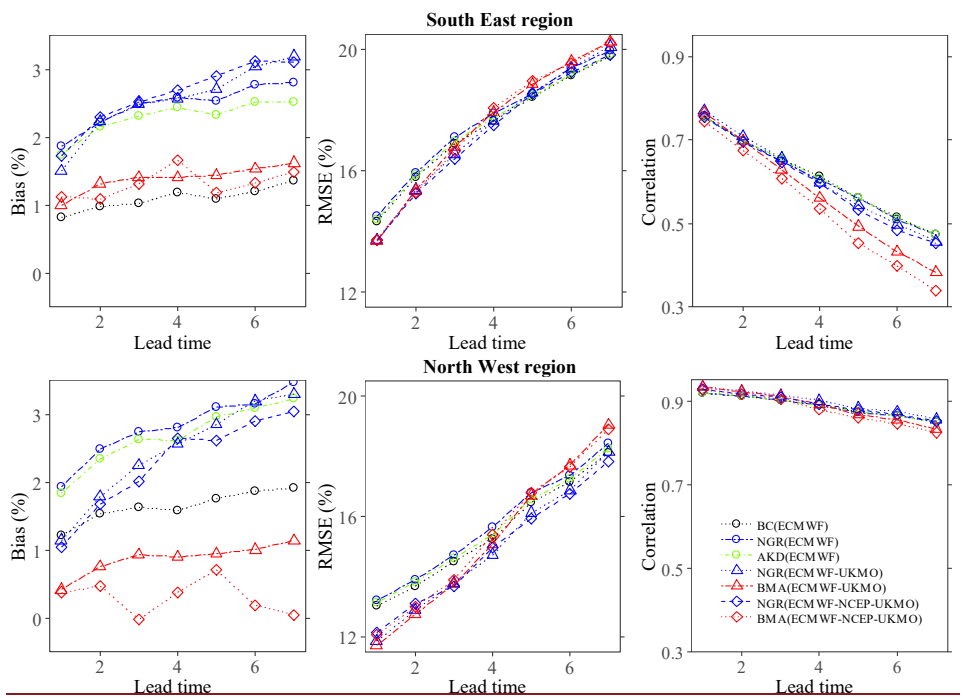 South East region
Bias (%)
3
2
1
0
2
4
6
Lead time
RMSE (%)
20
16
12
2
4
6
Lead time
Correlation
0.9
0.7
0.5
0.3
2
4
6
Lead time
North West region
Bias (%)
3
2
1
0
2
4
6
Lead time
RMSE (%)
20
16
12
2
4
6
Lead time
Correlation
0.9
0.7
0.5
0.3
BC(ECMWF)
NGR(ECMWF)
AKD(ECMWF)
NGR(ECMWF-UKMO)
BMA(ECMWF-UKMO)
NGR(ECMWF-NCEP-UKMO)
BMA(ECMWF-NCEP-UKMO)
2
4
6
Lead time